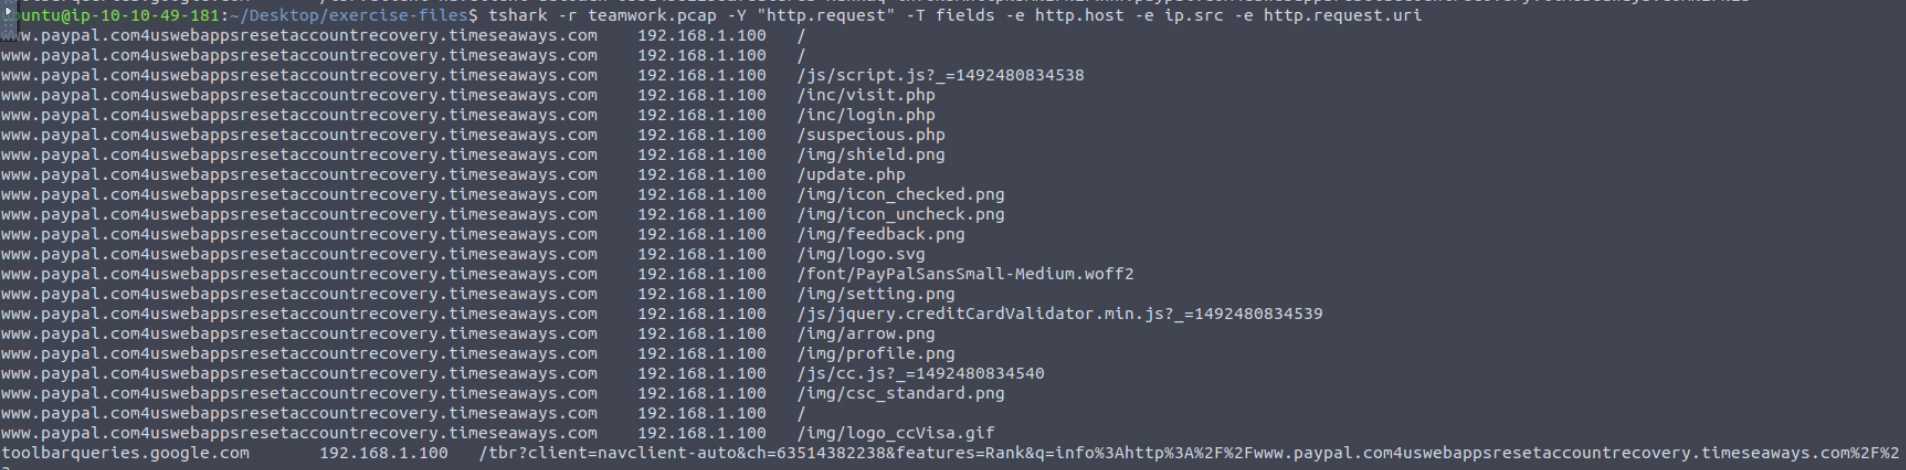 ubuntu@ip-10-10-49-181:~/Desktop/exercise-files$ tshark -r teamwork.pcap -Y "http.request" -T fields -e http.host -e ip.src -e http.request.uri
www.paypal.com4uswebappsresetaccountrecovery.timeseaways.com 192.168.1.100 /
www.paypal.com4uswebappsresetaccountrecovery.timeseaways.com 192.168.1.100 /
www.paypal.com4uswebappsresetaccountrecovery.timeseaways.com 192.168.1.100 /js/script.js?_=1492480834538
www.paypal.com4uswebappsresetaccountrecovery.timeseaways.com 192.168.1.100 /inc/visit.php
www.paypal.com4uswebappsresetaccountrecovery.timeseaways.com 192.168.1.100 /inc/login.php
www.paypal.com4uswebappsresetaccountrecovery.timeseaways.com 192.168.1.100 /suspecious.php
www.paypal.com4uswebappsresetaccountrecovery.timeseaways.com 192.168.1.100 /img/shield.png
www.paypal.com4uswebappsresetaccountrecovery.timeseaways.com 192.168.1.100 /update.php
www.paypal.com4uswebappsresetaccountrecovery.timeseaways.com 192.168.1.100 /img/icon_checked.png
www.paypal.com4uswebappsresetaccountrecovery.timeseaways.com 192.168.1.100 /img/icon_uncheck.png
www.paypal.com4uswebappsresetaccountrecovery.timeseaways.com 192.168.1.100 /img/feedback.png
www.paypal.com4uswebappsresetaccountrecovery.timeseaways.com 192.168.1.100 /img/logo.svg
www.paypal.com4uswebappsresetaccountrecovery.timeseaways.com 192.168.1.100 /font/PayPalSansSmall-Medium.woff2
www.paypal.com4uswebappsresetaccountrecovery.timeseaways.com 192.168.1.100 /img/setting.png
www.paypal.com4uswebappsresetaccountrecovery.timeseaways.com 192.168.1.100 /js/jquery.creditCardValidator.min.js?_=1492480834539
www.paypal.com4uswebappsresetaccountrecovery.timeseaways.com 192.168.1.100 /img/arrow.png
www.paypal.com4uswebappsresetaccountrecovery.timeseaways.com 192.168.1.100 /img/profile.png
www.paypal.com4uswebappsresetaccountrecovery.timeseaways.com 192.168.1.100 /js/cc.js?_=1492480834540
www.paypal.com4uswebappsresetaccountrecovery.timeseaways.com 192.168.1.100 /img/csc_standard.png
www.paypal.com4uswebappsresetaccountrecovery.timeseaways.com 192.168.1.100 /
www.paypal.com4uswebappsresetaccountrecovery.timeseaways.com 192.168.1.100 /img/logo_ccVisa.gif
toolbarqueries.google.com 192.168.1.100 /tbr?client=navclient-auto&ch=63514382238&features=Rank&q=info%3Ahttp%3A%2F%2Fwww.paypal.com4uswebappsresetaccountrecovery.timeseaways.com%2F%2